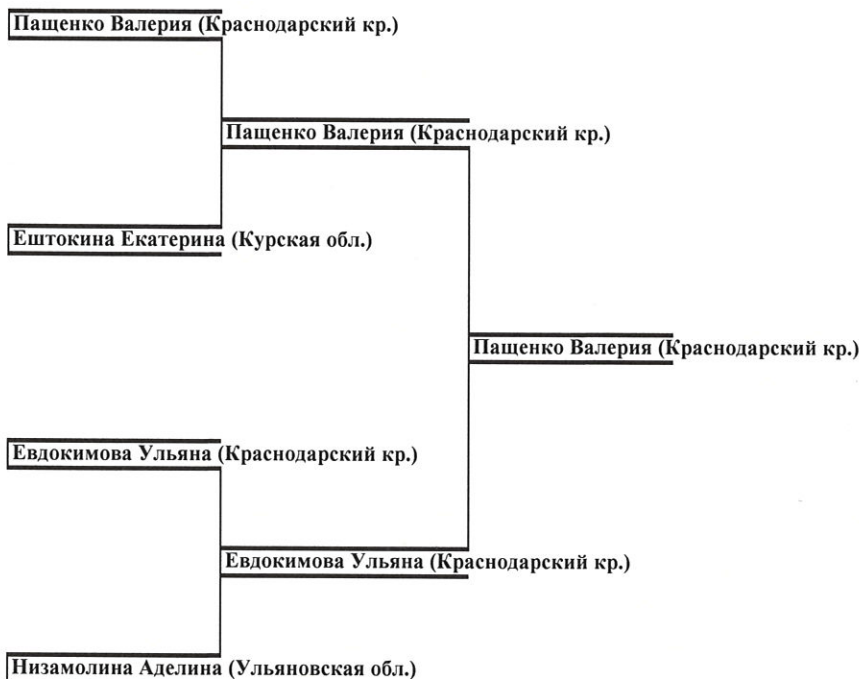 Пащенко Валерия (Краснодарский кр.)
Пащенко Валерия (Краснодарский кр.)
Ештокина Екатерина (Курская обл.)
Пащенко Валерия (Краснодарский кр.)
Евдокимова Ульяна (Краснодарский кр.)
Евдокимова Ульяна (Краснодарский кр.)
Низамолина Аделина (Ульяновская обл.)